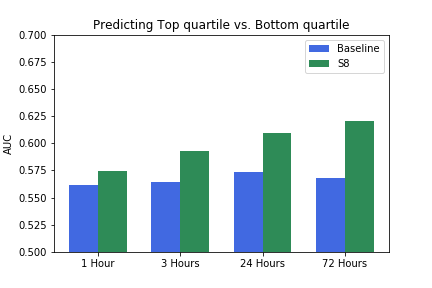 Predicting Top quartile vs. Bottom quartile
Baseline
S8
AUC
0.700
0.675
0.650
0.625
0.600
0.575
0.550
0.525
0.500
1 Hour
3 Hours
24 Hours
72 Hours